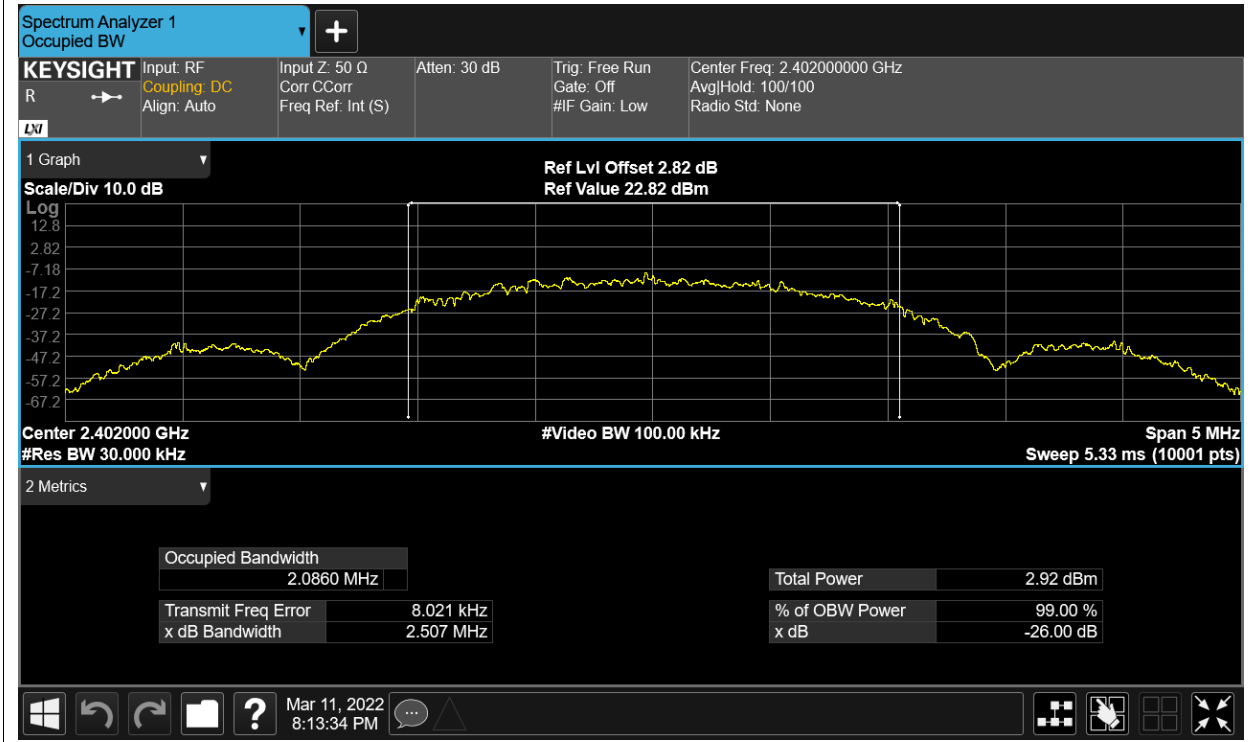 Spectrum Analyzer 1
Occupied BW
KEYSIGHT
R
LXI
Input: RF
Coupling: DC
Align: Auto
Input Z: 50 Ω
Corr CCorr
Freq Ref: Int (S)
Atten: 30 dB
Trig: Free Run
Gate: Off
#IF Gain: Low
Center Freq: 2.402000000 GHz
Avg|Hold: 100/100
Radio Std: None
1 Graph
Scale/Div 10.0 dB
Ref Lvl Offset 2.82 dB
Ref Value 22.82 dBm
Log
12.8
2.82
-7.18
-17.2
-27.2
-37.2
-47.2
-57.2
-67.2
Center 2.402000 GHz
#Video BW 100.00 kHz
Span 5 MHz
#Res BW 30.000 kHz
Sweep 5.33 ms (10001 pts)
2 Metrics
Occupied Bandwidth
2.0860 MHz
Total Power 2.92 dBm
Transmit Freq Error 8.021 kHz
% of OBW Power 99.00 %
x dB Bandwidth 2.507 MHz
x dB -26.00 dB
?
Mar 11, 2022
8:13:34 PM